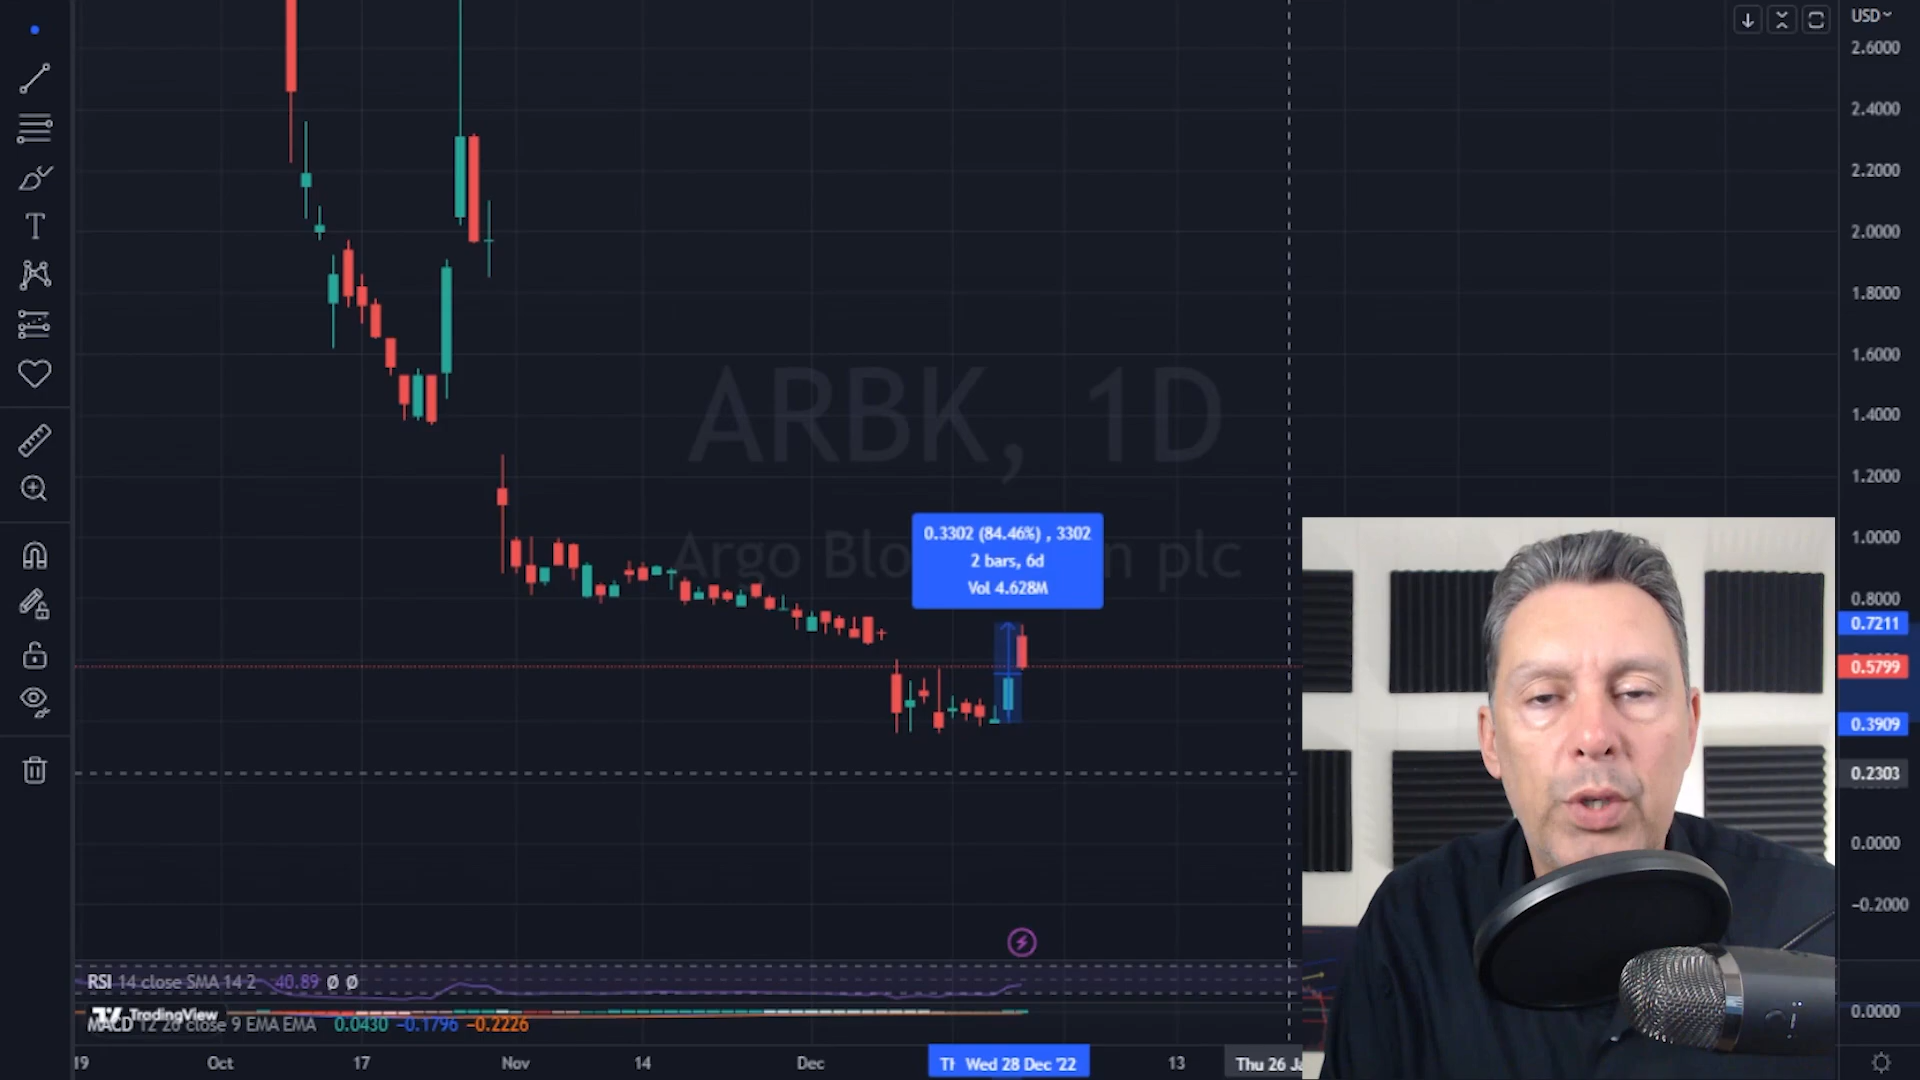 USD
2.6000
2.4000
2.2000
2.0000
1.8000
1.6000
1.4000
1.2000
1.0000
0.8000
0.7211
0.5799
0.3909
0.2303
0.0000
-0.2000
0.0000
ARBK, 1D
Argo Blo n plc
0.3302 (84.46%) , 3302
2 bars, 6d
Vol 4.628M
RSI 14 close SMA 14 2 40.89 Ø Ø
TradingView
MACD 12 26 close 9 EMA EMA 0.0430 −0.1796 −0.2226
19 Oct 17 Nov 14 Dec Wed 28 Dec '22 13 Thu 26